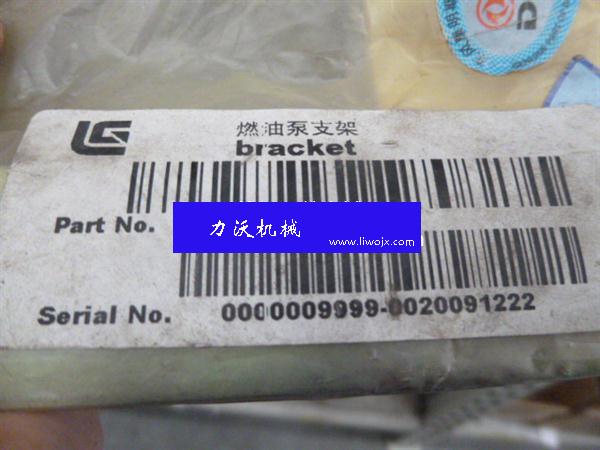 LG
燃油泵支架
bracket
Part No.
力沃机械
www.liwojx.com
Serial No. 0000009999-0020091222